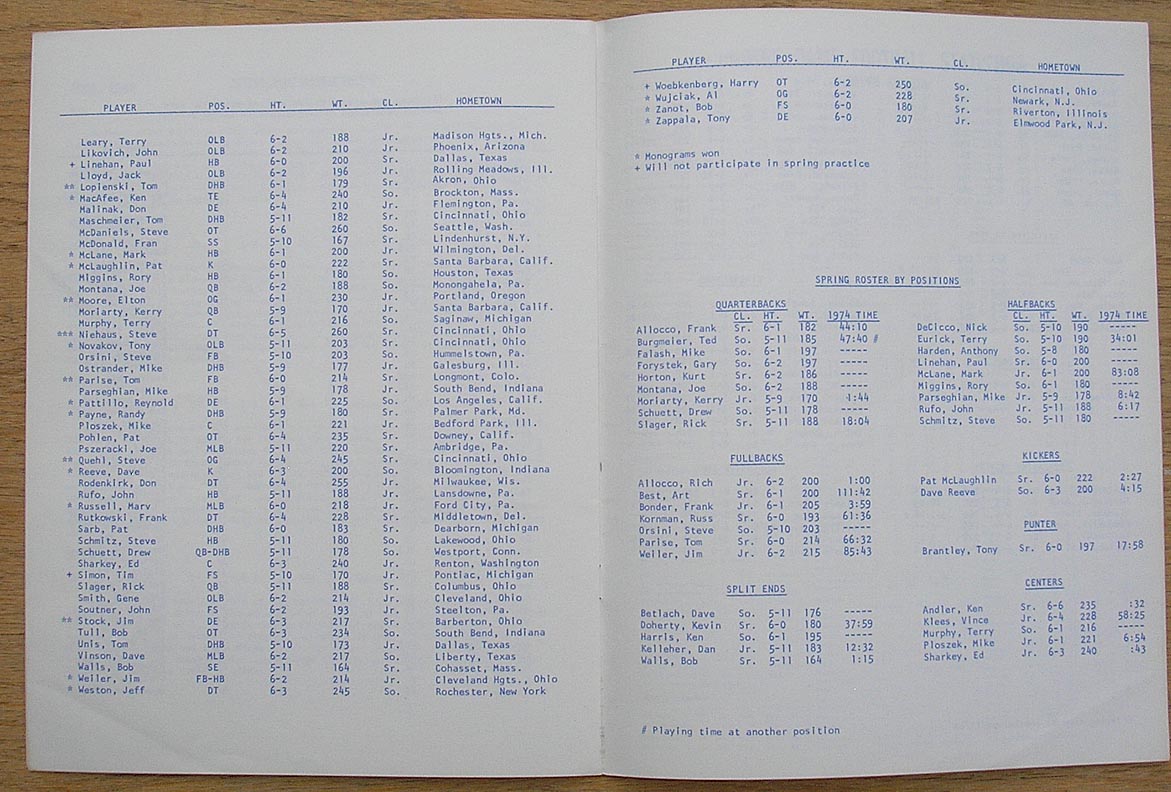 PLAYER POS. HT. WT. CL. HOMETOWN
Leary, Terry OLB 6-2 188 Jr. Madison Hgts., Mich.
Likovich, John OLB 6-2 210 Jr. Phoenix, Arizona
+ Linehan, Paul HB 6-0 200 Sr. Dallas, Texas
Lloyd, Jack OLB 6-2 196 Jr. Rolling Meadows, Ill.
** Lopienski, Tom DHB 6-1 179 Sr. Akron, Ohio
* MacAfee, Ken TE 6-4 240 So. Brockton, Mass.
Malinak, Don DE 6-4 210 Jr. Flemington, Pa.
Maschmeier, Tom DHB 5-11 182 Sr. Cincinnati, Ohio
McDaniels, Steve OT 6-6 260 So. Seattle, Wash.
McDonald, Fran SS 5-10 167 Sr. Lindenhurst, N.Y.
* McLane, Mark HB 6-1 200 Jr. Wilmington, Del.
* McLaughlin, Pat K 6-0 222 Sr. Santa Barbara, Calif.
Miggins, Rory HB 6-1 180 So. Houston, Texas
Montana, Joe QB 6-2 188 So. Monongahela, Pa.
** Moore, Elton OG 6-1 230 Jr. Portland, Oregon
Moriarty, Kerry QB 5-9 170 Jr. Santa Barbara, Calif.
Murphy, Terry C 6-1 216 So. Saginaw, Michigan
*** Niehaus, Steve DT 6-5 260 Sr. Cincinnati, Ohio
* Novakov, Tony OLB 5-11 203 Sr. Cincinnati, Ohio
Orsini, Steve FB 5-10 203 So. Hummelstown, Pa.
Ostrander, Mike DHB 5-9 177 Jr. Galesburg, Ill.
** Parise, Tom FB 6-0 214 Sr. Longmont, Colo.
Parseghian, Mike HB 5-9 178 Jr. South Bend, Indiana
* Pattillo, Reynold DE 6-1 225 So. Los Angeles, Calif.
* Payne, Randy DHB 5-9 180 Sr. Palmer Park, Md.
Ploszek, Mike C 6-1 221 Jr. Bedford Park, Ill.
Pohlen, Pat OT 6-4 235 Sr. Downey, Calif.
Pszeracki, Joe MLB 5-11 220 Sr. Ambridge, Pa.
** Quehl, Steve OG 6-4 245 Sr. Cincinnati, Ohio
* Reeve, Dave K 6-3 200 So. Bloomington, Indiana
Rodenkirk, Don DT 6-4 255 Jr. Milwaukee, Wis.
Rufo, John HB 5-11 188 Jr. Lansdowne, Pa.
* Russell, Marv MLB 6-0 218 Jr. Ford City, Pa.
Rutkowski, Frank DT 6-4 228 Sr. Middletown, Del.
Sarb, Pat DHB 6-0 183 Sr. Dearborn, Michigan
Schmitz, Steve HB 5-11 180 So. Lakewood, Ohio
Schuett, Drew QB-DHB 5-11 178 So. Westport, Conn.
Sharkey, Ed C 6-3 240 Jr. Renton, Washington
+ Simon, Tim FS 5-10 170 Jr. Pontiac, Michigan
Slager, Rick QB 5-11 188 Sr. Columbus, Ohio
Smith, Gene OLB 6-2 214 Jr. Cleveland, Ohio
Soutner, John FS 6-2 193 Jr. Steelton, Pa.
** Stock, Jim DE 6-3 217 Sr. Barberton, Ohio
Tull, Bob OT 6-3 234 So. South Bend, Indiana
Unis, Tom DHB 5-10 173 Jr. Dallas, Texas
Vinson, Dave MLB 6-2 217 So. Liberty, Texas
Walls, Bob SE 5-11 164 Sr. Cohasset, Mass.
* Weiler, Jim FB-HB 6-2 214 Jr. Cleveland Hgts., Ohio
* Weston, Jeff DT 6-3 245 So. Rochester, New York
PLAYER POS. HT. WT. CL. HOMETOWN
+ Woebkenberg, Harry OT 6-2 250 So. Cincinnati, Ohio
* Wujciak, Al OG 6-2 228 Sr. Newark, N.J.
* Zanot, Bob FS 6-0 180 Sr. Riverton, Illinois
* Zappala, Tony DE 6-0 207 Jr. Elmwood Park, N.J.
* Monograms won
+ Will not participate in spring practice
SPRING ROSTER BY POSITIONS
QUARTERBACKS
CL. HT. WT. 1974 TIME
Allocco, Frank Sr. 6-1 182 44:10
Burgmeier, Ted So. 5-11 185 47:40 #
Falash, Mike So. 6-1 197 -----
Forystek, Gary So. 6-2 197 -----
Horton, Kurt So. 6-2 186 -----
Montana, Joe So. 6-2 188 -----
Moriarty, Kerry Jr. 5-9 170 1:44
Schuett, Drew So. 5-11 178 -----
Slager, Rick Sr. 5-11 188 18:04
HALFBACKS
CL. HT. WT. 1974 TIME
DeCicco, Nick So. 5-10 190 -----
Eurick, Terry So. 5-10 190 34:01
Harden, Anthony So. 5-8 180 -----
Linehan, Paul Sr. 6-0 200 -----
McLane, Mark Jr. 6-1 200 83:08
Miggins, Rory So. 6-1 180 -----
Parseghian, Mike Jr. 5-9 178 8:42
Rufo, John Jr. 5-11 188 6:17
Schmitz, Steve So. 5-11 180 -----
FULLBACKS
Allocco, Rich Jr. 6-2 200 1:00
Best, Art Sr. 6-1 200 111:42
Bonder, Frank Jr. 6-1 205 3:59
Kornman, Russ Sr. 6-0 193 61:36
Orsini, Steve So. 5-10 203 -----
Parise, Tom Sr. 6-0 214 66:32
Weiler, Jim Jr. 6-2 215 85:43
KICKERS
Pat McLaughlin Sr. 6-0 222 2:27
Dave Reeve So. 6-3 200 4:15
PUNTER
Brantley, Tony Sr. 6-0 197 17:58
SPLIT ENDS
Betlach, Dave So. 5-11 176 -----
Doherty, Kevin Sr. 6-0 180 37:59
Harris, Ken So. 6-1 195 -----
Kelleher, Dan Jr. 5-11 183 12:32
Walls, Bob Sr. 5-11 164 1:15
CENTERS
Andler, Ken Sr. 6-6 235 :32
Klees, Vince Jr. 6-4 228 58:25
Murphy, Terry So. 6-1 216 -----
Ploszek, Mike Jr. 6-1 221 6:54
Sharkey, Ed Jr. 6-3 240 :43
# Playing time at another position